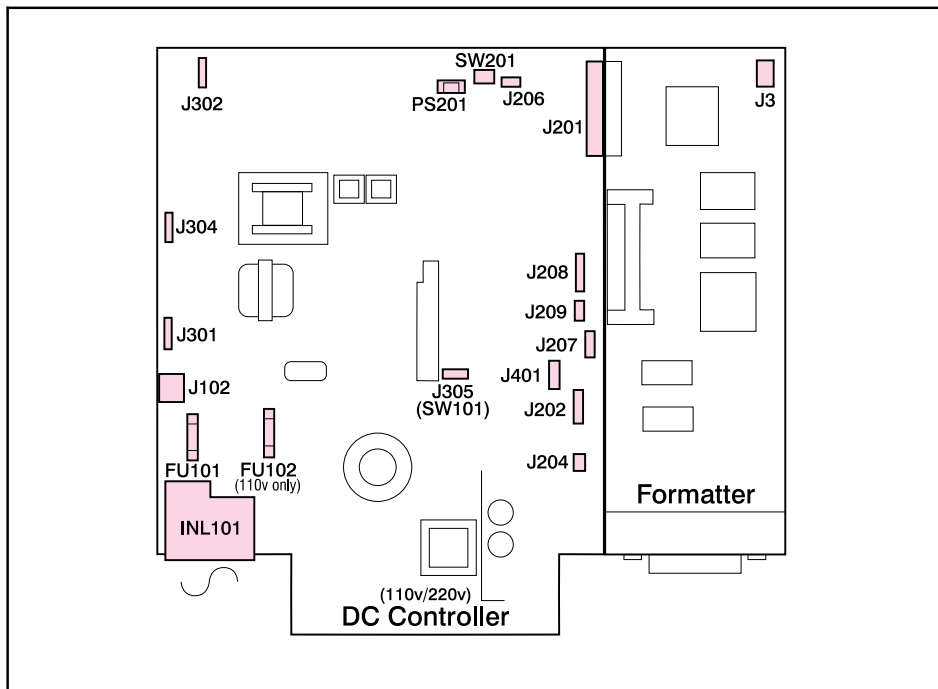 SW201
J302
PS201
J206
J3
J201
J304
J208
J209
J301
J207
J401
J102
J305
(SW101)
J202
FU101
FU102
(110v only)
J204
Formatter
INL101
(110v/220v)
DC Controller